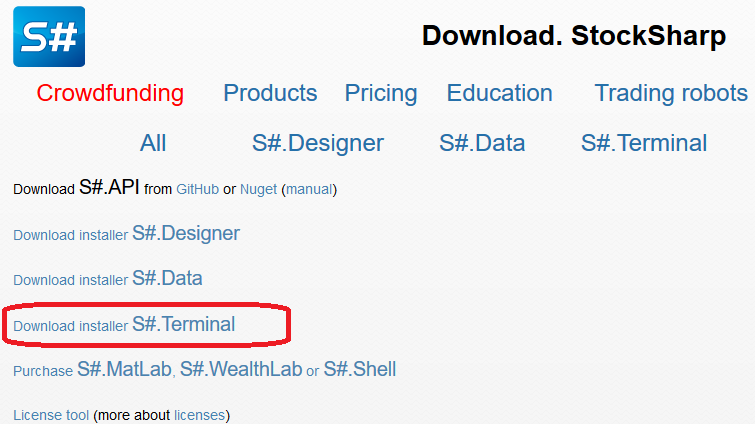 S#
Download. StockSharp
Crowdfunding Products Pricing Education Trading robots
All S#.Designer S#.Data S#.Terminal
Download S#.API from GitHub or Nuget (manual)
Download installer S#.Designer
Download installer S#.Data
Download installer S#.Terminal
Purchase S#.MatLab, S#.WealthLab or S#.Shell
License tool (more about licenses)